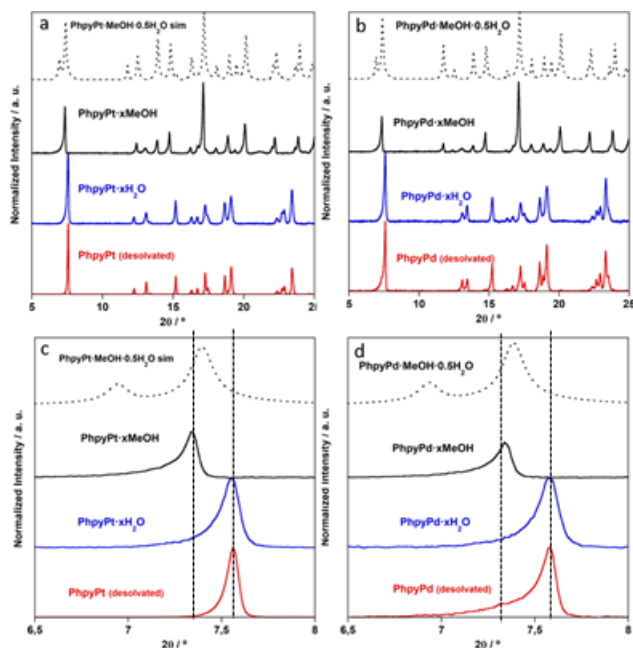 a
PhpyPt·MeOH·0.5H₂O sim
PhpyPt·xMeOH
PhpyPt·xH₂O
PhpyPt (desolvated)
Normalized Intensity / a. u.
5 10 15 20 25
2θ / °
b
PhpyPd·MeOH·0.5H₂O
PhpyPd·xMeOH
PhpyPd·xH₂O
PhpyPd (desolvated)
Normalized Intensity / a. u.
5 10 15 20 25
2θ / °
c
PhpyPt·MeOH·0.5H₂O sim
PhpyPt·xMeOH
PhpyPt·xH₂O
PhpyPt (desolvated)
Normalized Intensity / a. u.
6,5 7 7,5 8
2θ / °
d
PhpyPd·MeOH·0.5H₂O
PhpyPd·xMeOH
PhpyPd·xH₂O
PhpyPd (desolvated)
Normalized Intensity / a. u.
6,5 7 7,5 8
2θ / °